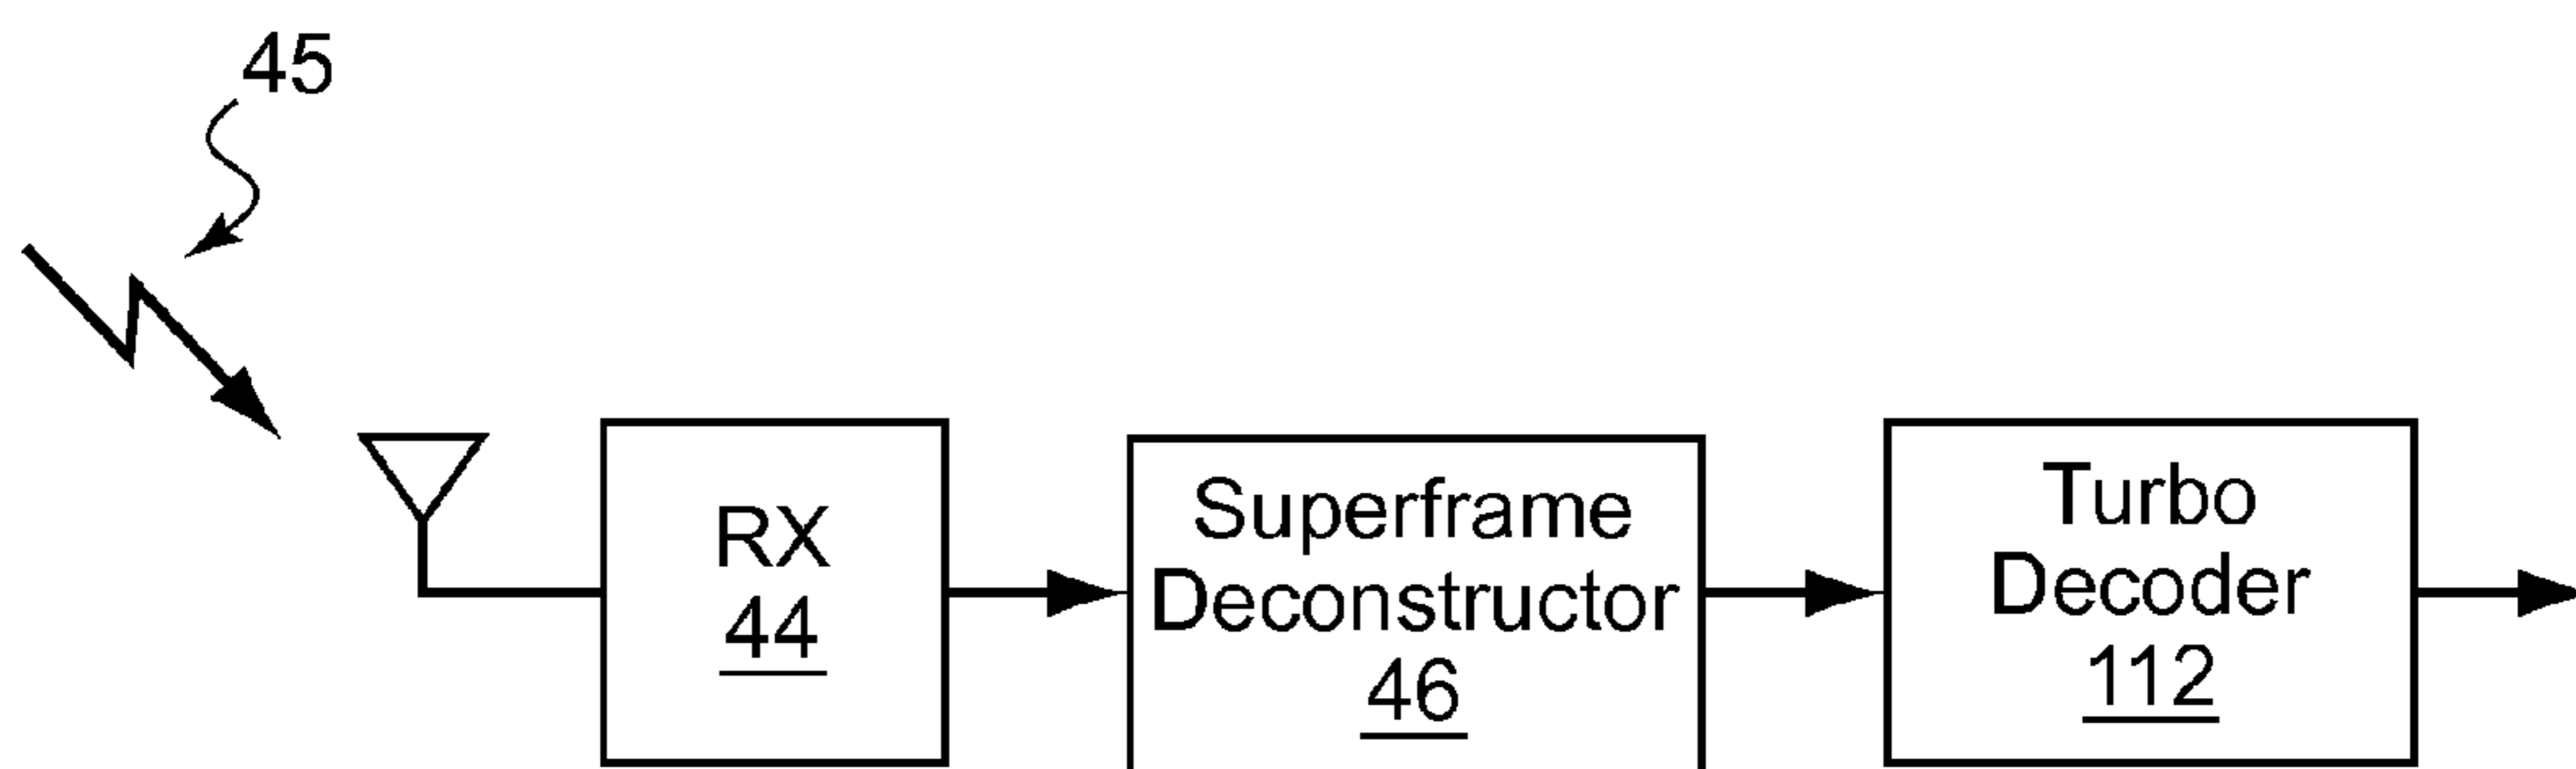 45
RX
44
Superframe
Deconstructor
46
Turbo
Decoder
112